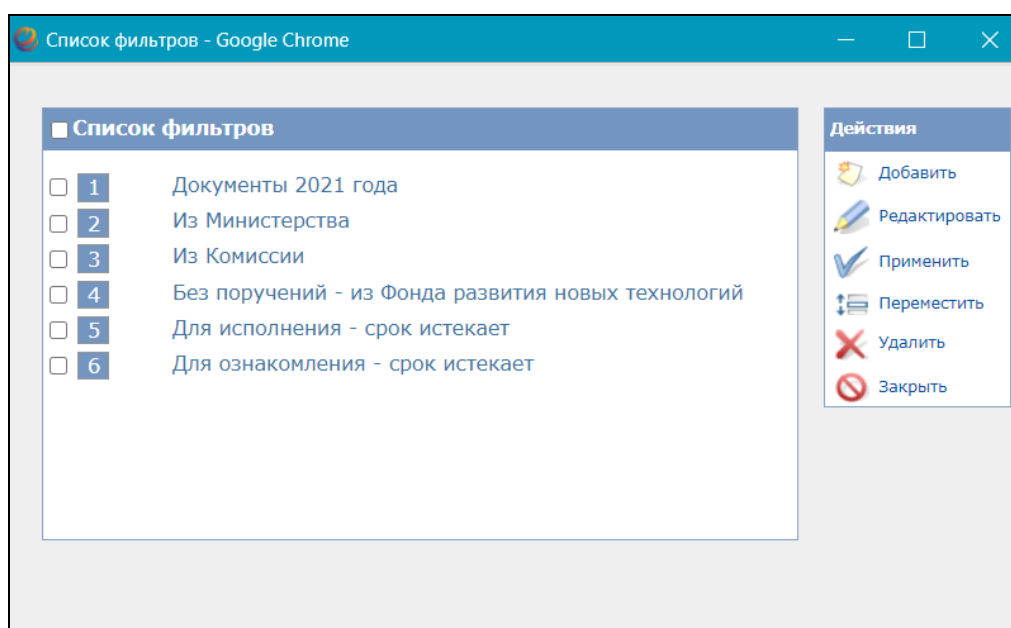 Список фильтров - Google Chrome
Список фильтров
1 Документы 2021 года
2 Из Министерства
3 Из Комиссии
4 Без поручений - из Фонда развития новых технологий
5 Для исполнения - срок истекает
6 Для ознакомления - срок истекает
Действия
Добавить
Редактировать
Применить
Переместить
Удалить
Закрыть